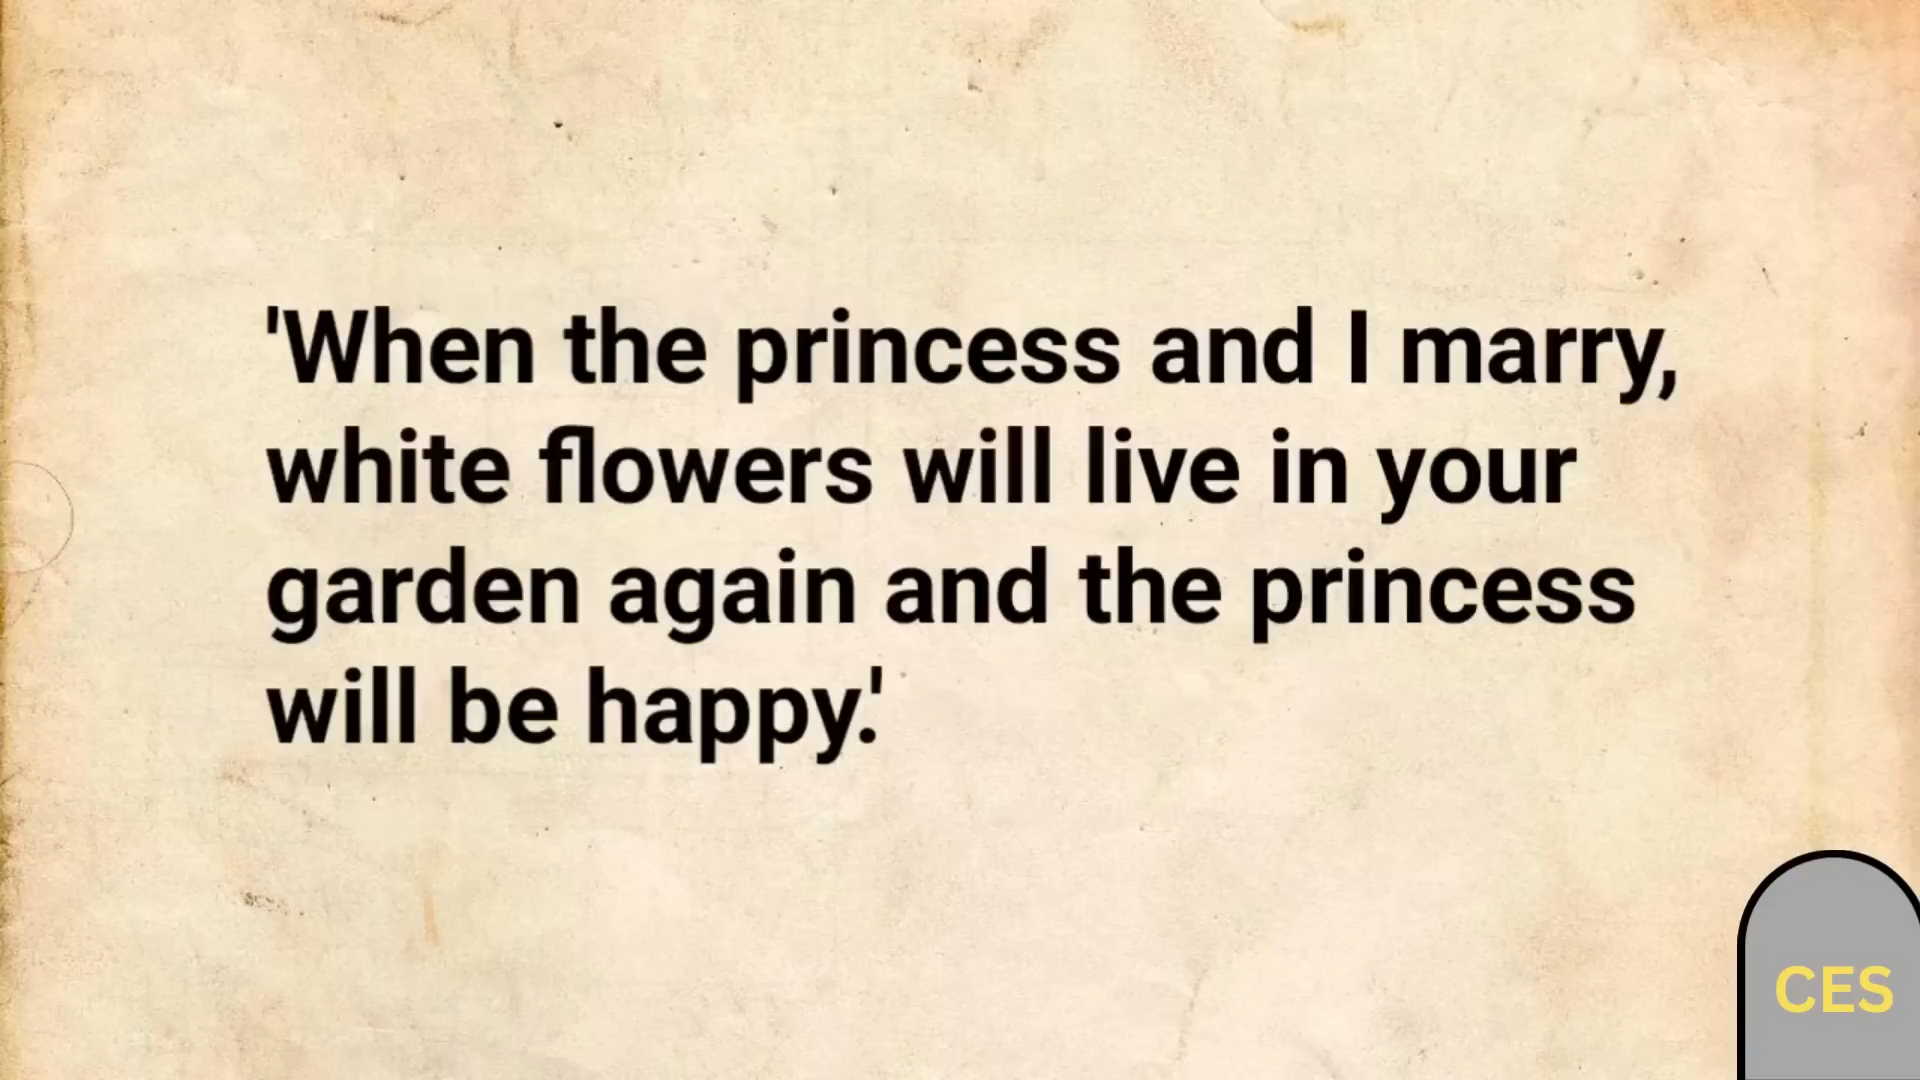 'When the princess and I marry,
white flowers will live in your
garden again and the princess
will be happy.'
CES